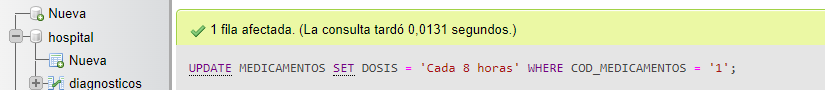 Nueva
hospital
Nueva
diagnosticos
1 fila afectada. (La consulta tardó 0,0131 segundos.)
UPDATE MEDICAMENTOS SET DOSIS = 'Cada 8 horas' WHERE COD_MEDICAMENTOS = '1';